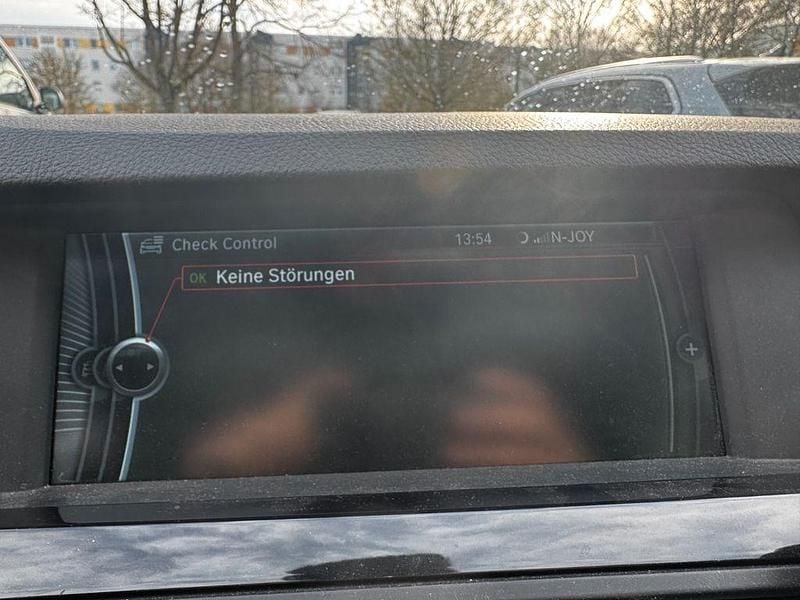 Check Control 13:54 N-JOY
OK Keine Störungen